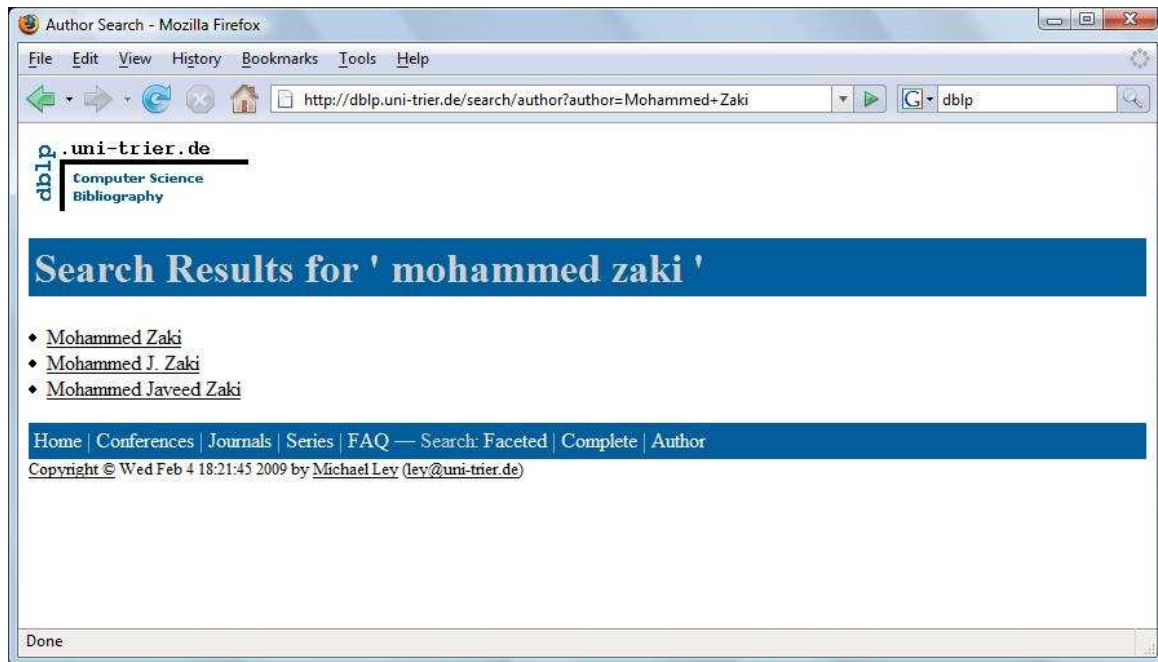 Author Search - Mozilla Firefox
File Edit View History Bookmarks Tools Help
http://dblp.uni-trier.de/search/author?author=Mohammed+Zaki G dblp
dblp .uni-trier.de
Computer Science
Bibliography
Search Results for ' mohammed zaki '
Mohammed Zaki
Mohammed J. Zaki
Mohammed Javeed Zaki
Home | Conferences | Journals | Series | FAQ — Search: Faceted | Complete | Author
Copyright © Wed Feb 4 18:21:45 2009 by Michael Ley (ley@uni-trier.de)
Done